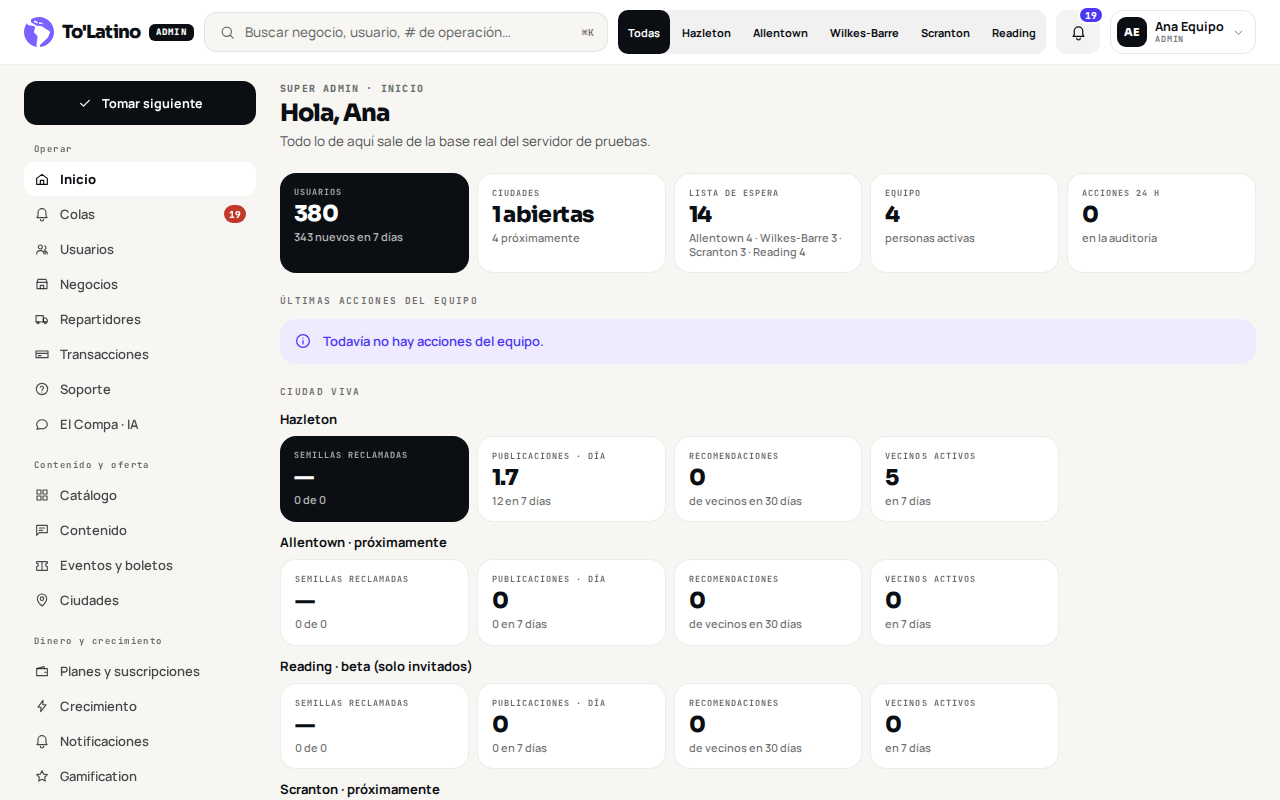 To'Latino ADMIN
Buscar negocio, usuario, # de operación... ⌘K
Todas Hazleton Allentown Wilkes-Barre Scranton Reading
19
AE Ana Equipo
ADMIN
Tomar siguiente
Operar
Inicio
Colas 19
Usuarios
Negocios
Repartidores
Transacciones
Soporte
El Compa · IA
Contenido y oferta
Catálogo
Contenido
Eventos y boletos
Ciudades
Dinero y crecimiento
Planes y suscripciones
Crecimiento
Notificaciones
Gamification
SUPER ADMIN · INICIO
Hola, Ana
Todo lo de aquí sale de la base real del servidor de pruebas.
USUARIOS
380
343 nuevos en 7 días
CIUDADES
1 abiertas
4 próximamente
LISTA DE ESPERA
14
Allentown 4 · Wilkes-Barre 3 ·
Scranton 3 · Reading 4
EQUIPO
4
personas activas
ACCIONES 24 H
0
en la auditoría
ÚLTIMAS ACCIONES DEL EQUIPO
Todavía no hay acciones del equipo.
CIUDAD VIVA
Hazleton
SEMILLAS RECLAMADAS
—
0 de 0
PUBLICACIONES · DÍA
1.7
12 en 7 días
RECOMENDACIONES
0
de vecinos en 30 días
VECINOS ACTIVOS
5
en 7 días
Allentown · próximamente
SEMILLAS RECLAMADAS
—
0 de 0
PUBLICACIONES · DÍA
0
0 en 7 días
RECOMENDACIONES
0
de vecinos en 30 días
VECINOS ACTIVOS
0
en 7 días
Reading · beta (solo invitados)
SEMILLAS RECLAMADAS
—
0 de 0
PUBLICACIONES · DÍA
0
0 en 7 días
RECOMENDACIONES
0
de vecinos en 30 días
VECINOS ACTIVOS
0
en 7 días
Scranton · próximamente